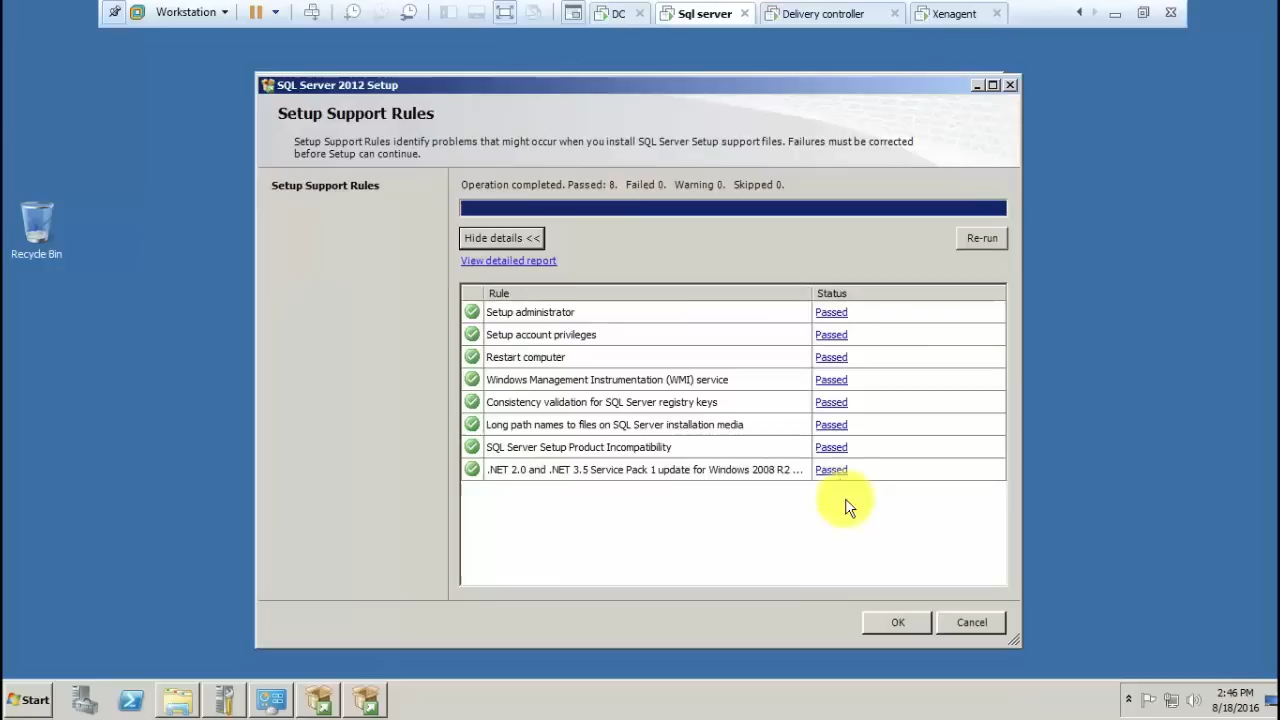 Workstation
DC
Sql server
Delivery controller
Xenagent
SQL Server 2012 Setup
Setup Support Rules
Setup Support Rules identify problems that might occur when you install SQL Server Setup support files. Failures must be corrected
before Setup can continue.
Setup Support Rules
Operation completed. Passed: 8. Failed 0. Warning 0. Skipped 0.
Hide details <<
Re-run
View detailed report
Rule Status
Setup administrator Passed
Setup account privileges Passed
Restart computer Passed
Windows Management Instrumentation (WMI) service Passed
Consistency validation for SQL Server registry keys Passed
Long path names to files on SQL Server installation media Passed
SQL Server Setup Product Incompatibility Passed
.NET 2.0 and .NET 3.5 Service Pack 1 update for Windows 2008 R2 ... Passed
Recycle Bin
OK
Cancel
Start
2:46 PM
8/18/2016